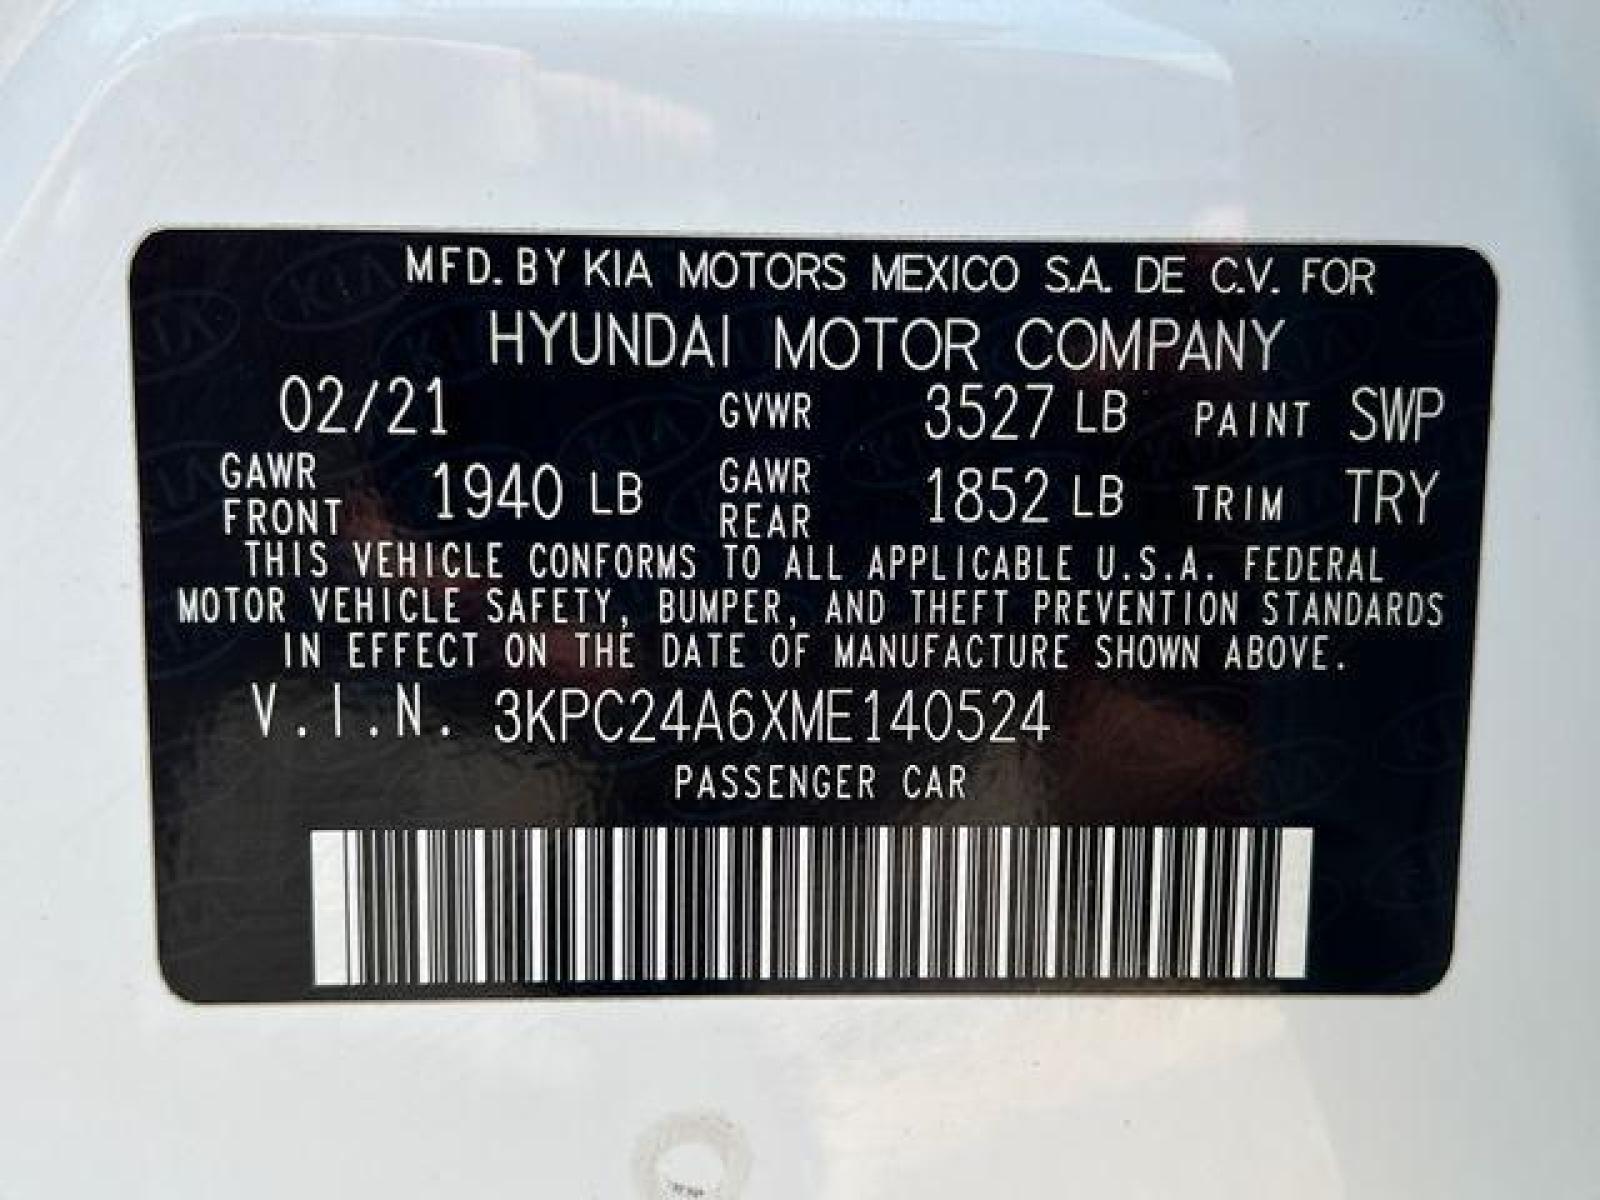 MFD. BY KIA MOTORS MEXICO S.A. DE C.V. FOR
HYUNDAI MOTOR COMPANY
02/21 GVWR 3527 LB PAINT SWP
GAWR FRONT 1940 LB GAWR REAR 1852 LB TRIM TRY
THIS VEHICLE CONFORMS TO ALL APPLICABLE U.S.A. FEDERAL
MOTOR VEHICLE SAFETY, BUMPER, AND THEFT PREVENTION STANDARDS
IN EFFECT ON THE DATE OF MANUFACTURE SHOWN ABOVE.
V.I.N. 3KPC24A6XME140524
PASSENGER CAR